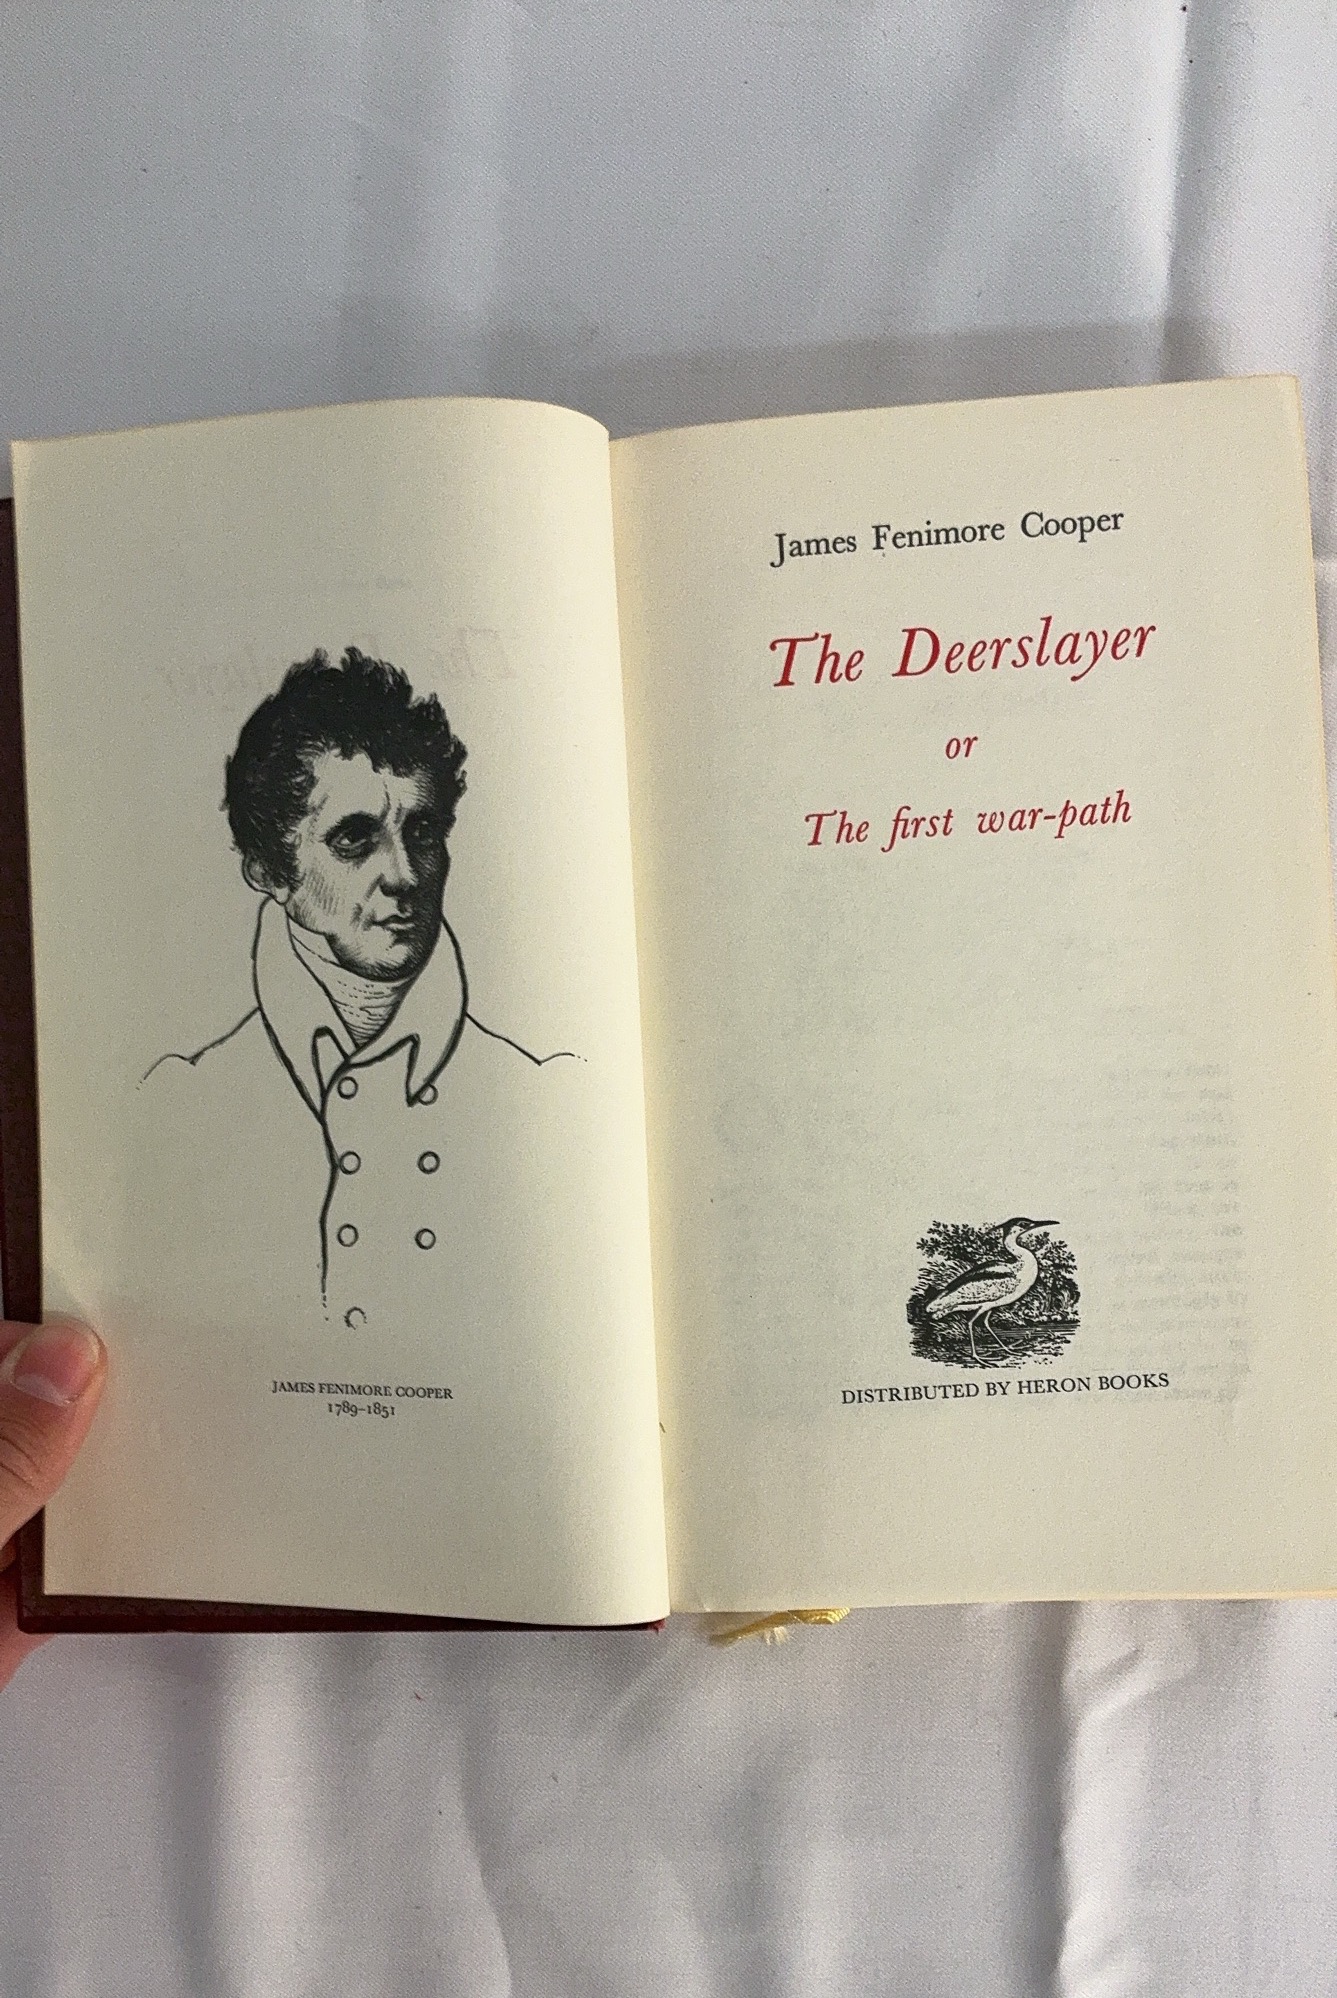 JAMES FENIMORE COOPER
1789–1851
James Fenimore Cooper
The Deerslayer
or
The first war-path
DISTRIBUTED BY HERON BOOKS